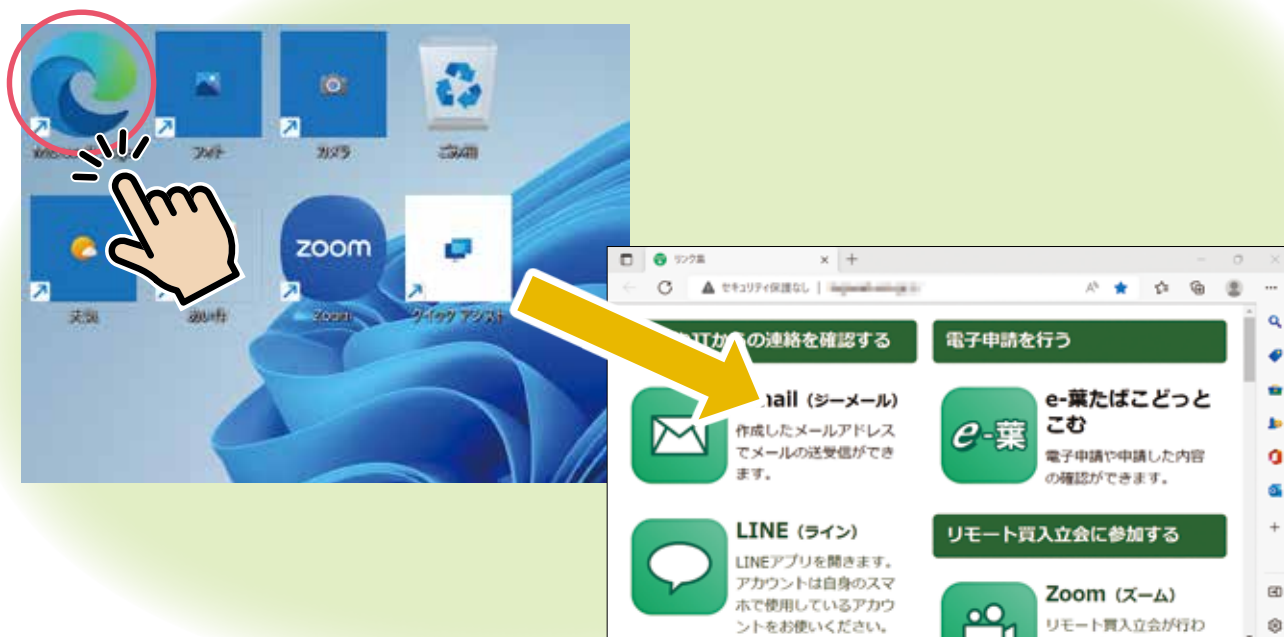 フォト
カメラ
ごみ箱
zoom
天気
Zoom
クイック アシスト
リンク集
セキュリティ保護なし
の連絡を確認する
電子申請を行う
mail（ジーメール）
作成したメールアドレス
でメールの送受信ができ
ます。
e-葉
e-葉たばこどっと
こむ
電子申請や申請した内容
の確認ができます。
LINE（ライン）
LINEアプリを開きます。
アカウントは自身のスマ
ホで使用しているアカウ
ントをお使いください。
リモート買入立会に参加する
Zoom（ズーム）
リモート買入立会が行わ